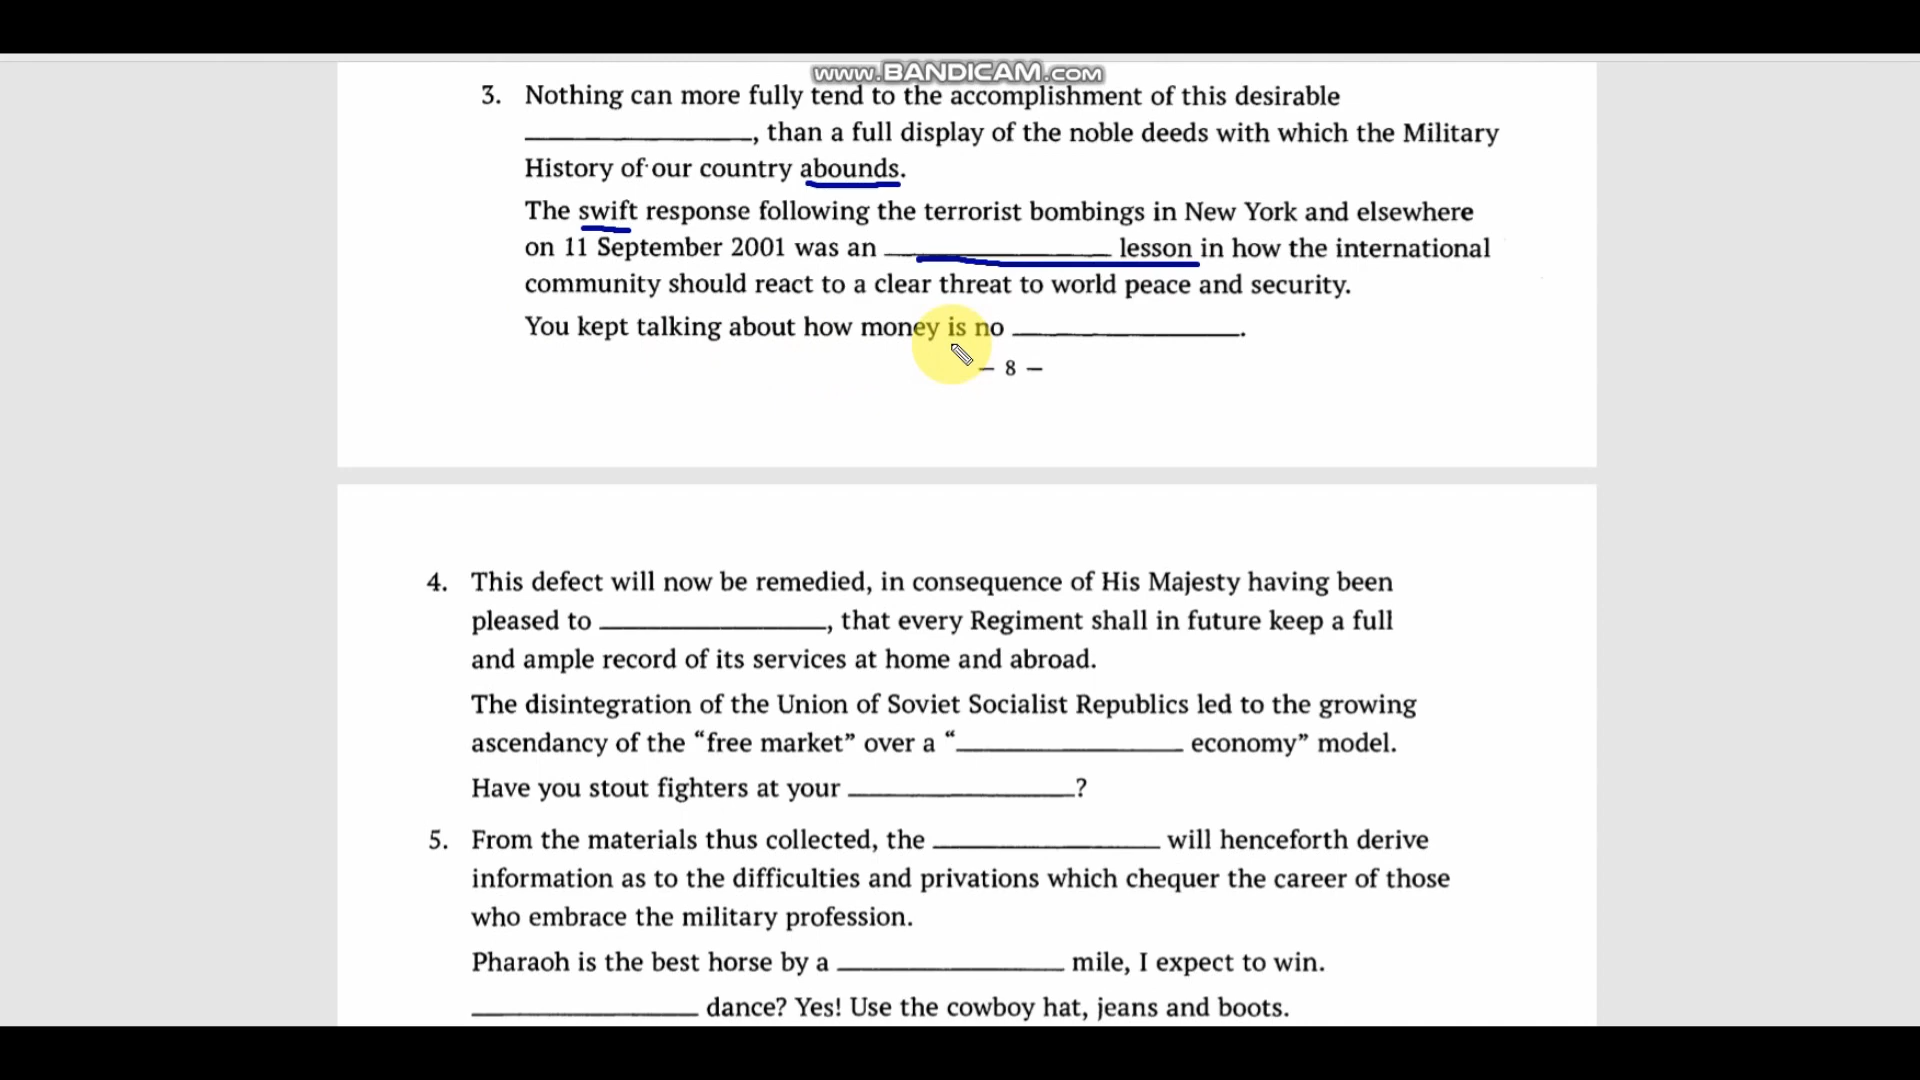 www.BANDICAM.com
3. Nothing can more fully tend to the accomplishment of this desirable
____________, than a full display of the noble deeds with which the Military
History of our country abounds.
The swift response following the terrorist bombings in New York and elsewhere
on 11 September 2001 was an ____________ lesson in how the international
community should react to a clear threat to world peace and security.
You kept talking about how money is no ____________.
– 8 –
4. This defect will now be remedied, in consequence of His Majesty having been
pleased to ____________, that every Regiment shall in future keep a full
and ample record of its services at home and abroad.
The disintegration of the Union of Soviet Socialist Republics led to the growing
ascendancy of the “free market” over a “____________ economy” model.
Have you stout fighters at your ____________?
5. From the materials thus collected, the ____________ will henceforth derive
information as to the difficulties and privations which chequer the career of those
who embrace the military profession.
Pharaoh is the best horse by a ____________ mile, I expect to win.
____________ dance? Yes! Use the cowboy hat, jeans and boots.